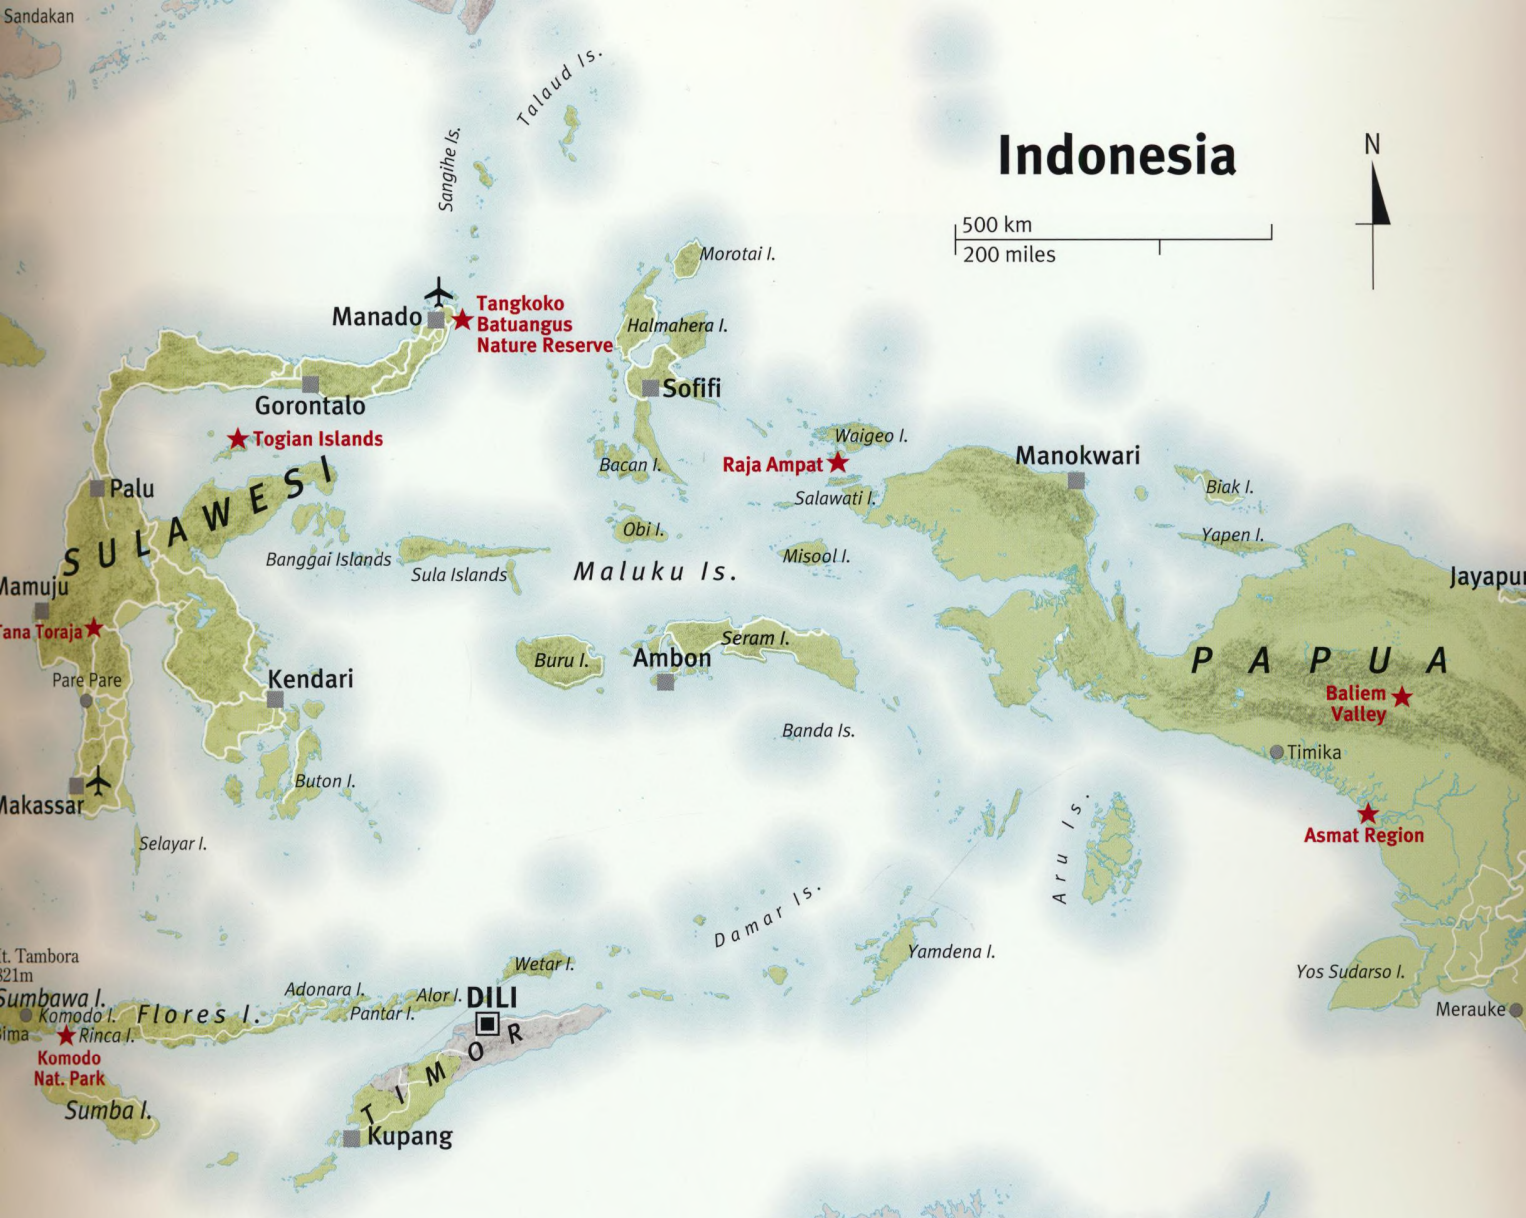 Sandakan
Talaud Is.
Sangihe Is.
Indonesia
N
500 km
200 miles
Morotai I.
Manado
Tangkoko
Batuangus
Nature Reserve
Halmahera I.
Sofifi
Gorontalo
Togian Islands
Waigeo I.
Raja Ampat
Manokwari
Bacan I.
Salawati I.
Biak I.
Palu
SULAWESI
Obi I.
Yapen I.
Banggai Islands
Sula Islands
Maluku Is.
Misool I.
Mamuju
Jayapur
Tana Toraja
Buru I.
Ambon
Seram I.
PAPUA
Pare Pare
Kendari
Baliem
Valley
Banda Is.
Timika
Buton I.
Makassar
Aru Is.
Asmat Region
Selayar I.
Damar Is.
Yamdena I.
Mt. Tambora
821m
Wetar I.
Yos Sudarso I.
Sumbawa I.
Adonara I.
Alor I.
DILI
Komodo I.
Flores I.
Pantar I.
Merauke
Bima
Rinca I.
TIMOR
Komodo
Nat. Park
Sumba I.
Kupang